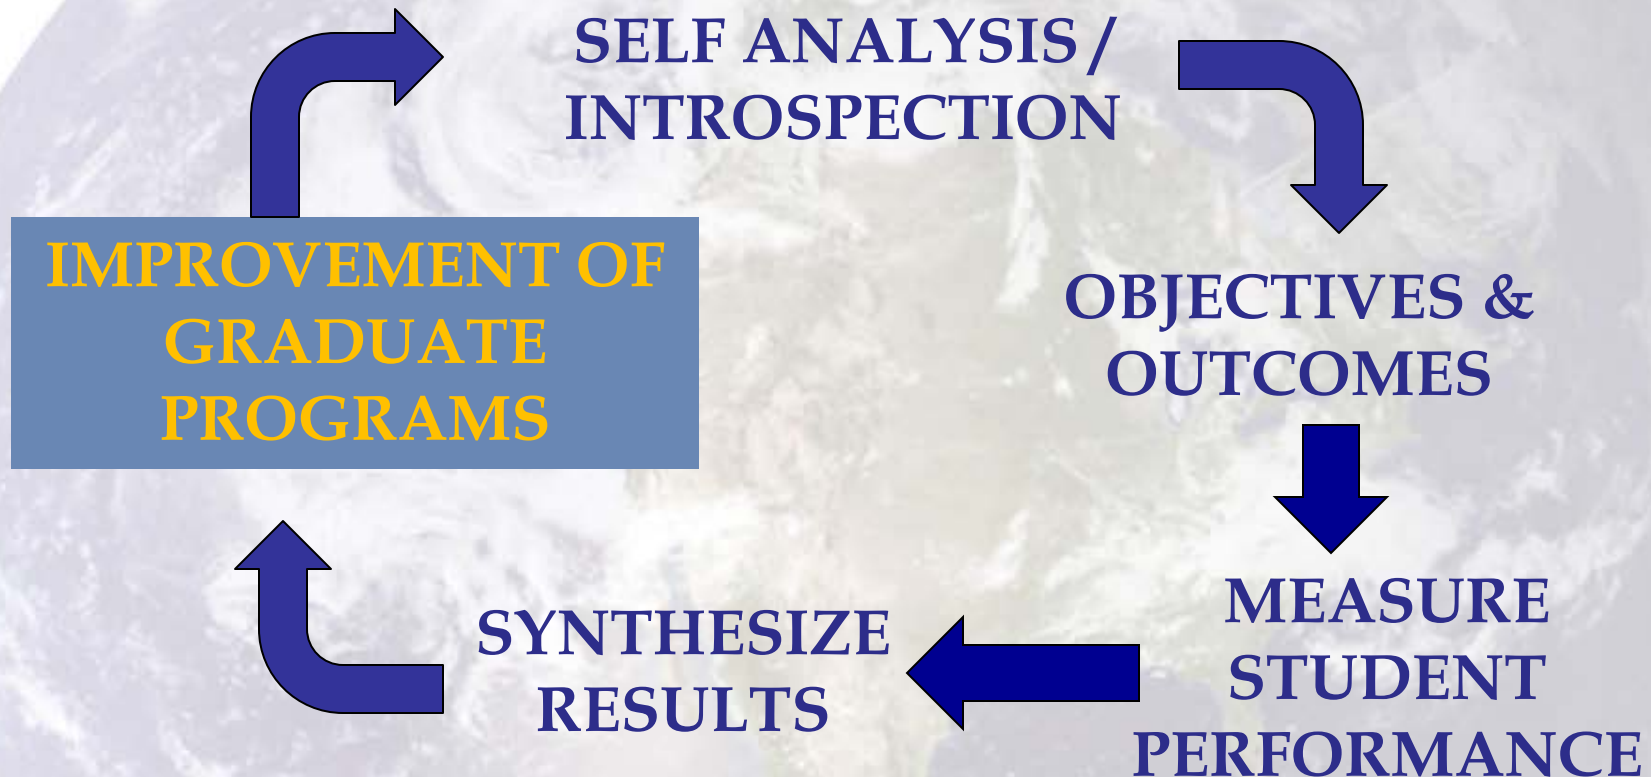 SELF ANALYSIS /
INTROSPECTION
IMPROVEMENT OF
GRADUATE
PROGRAMS
OBJECTIVES &
OUTCOMES
MEASURE
STUDENT
PERFORMANCE
SYNTHESIZE
RESULTS